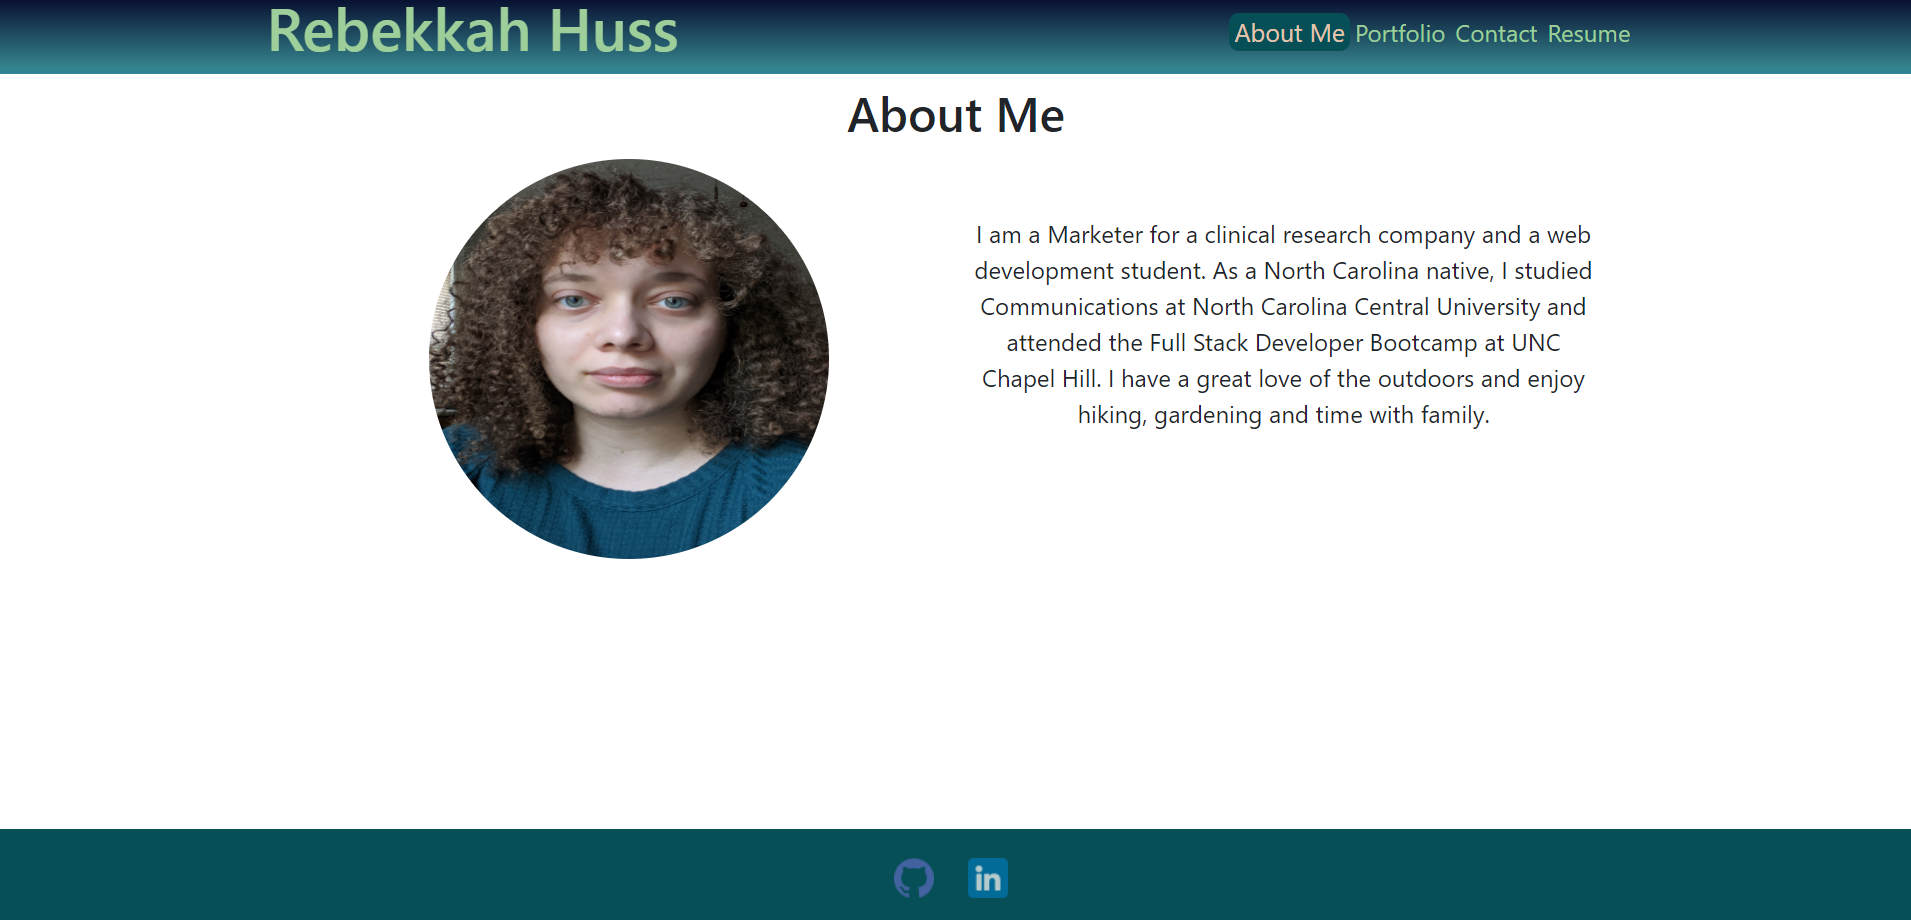 Rebekkah Huss
About Me Portfolio Contact Resume
About Me
I am a Marketer for a clinical research company and a web
development student. As a North Carolina native, I studied
Communications at North Carolina Central University and
attended the Full Stack Developer Bootcamp at UNC
Chapel Hill. I have a great love of the outdoors and enjoy
hiking, gardening and time with family.
in